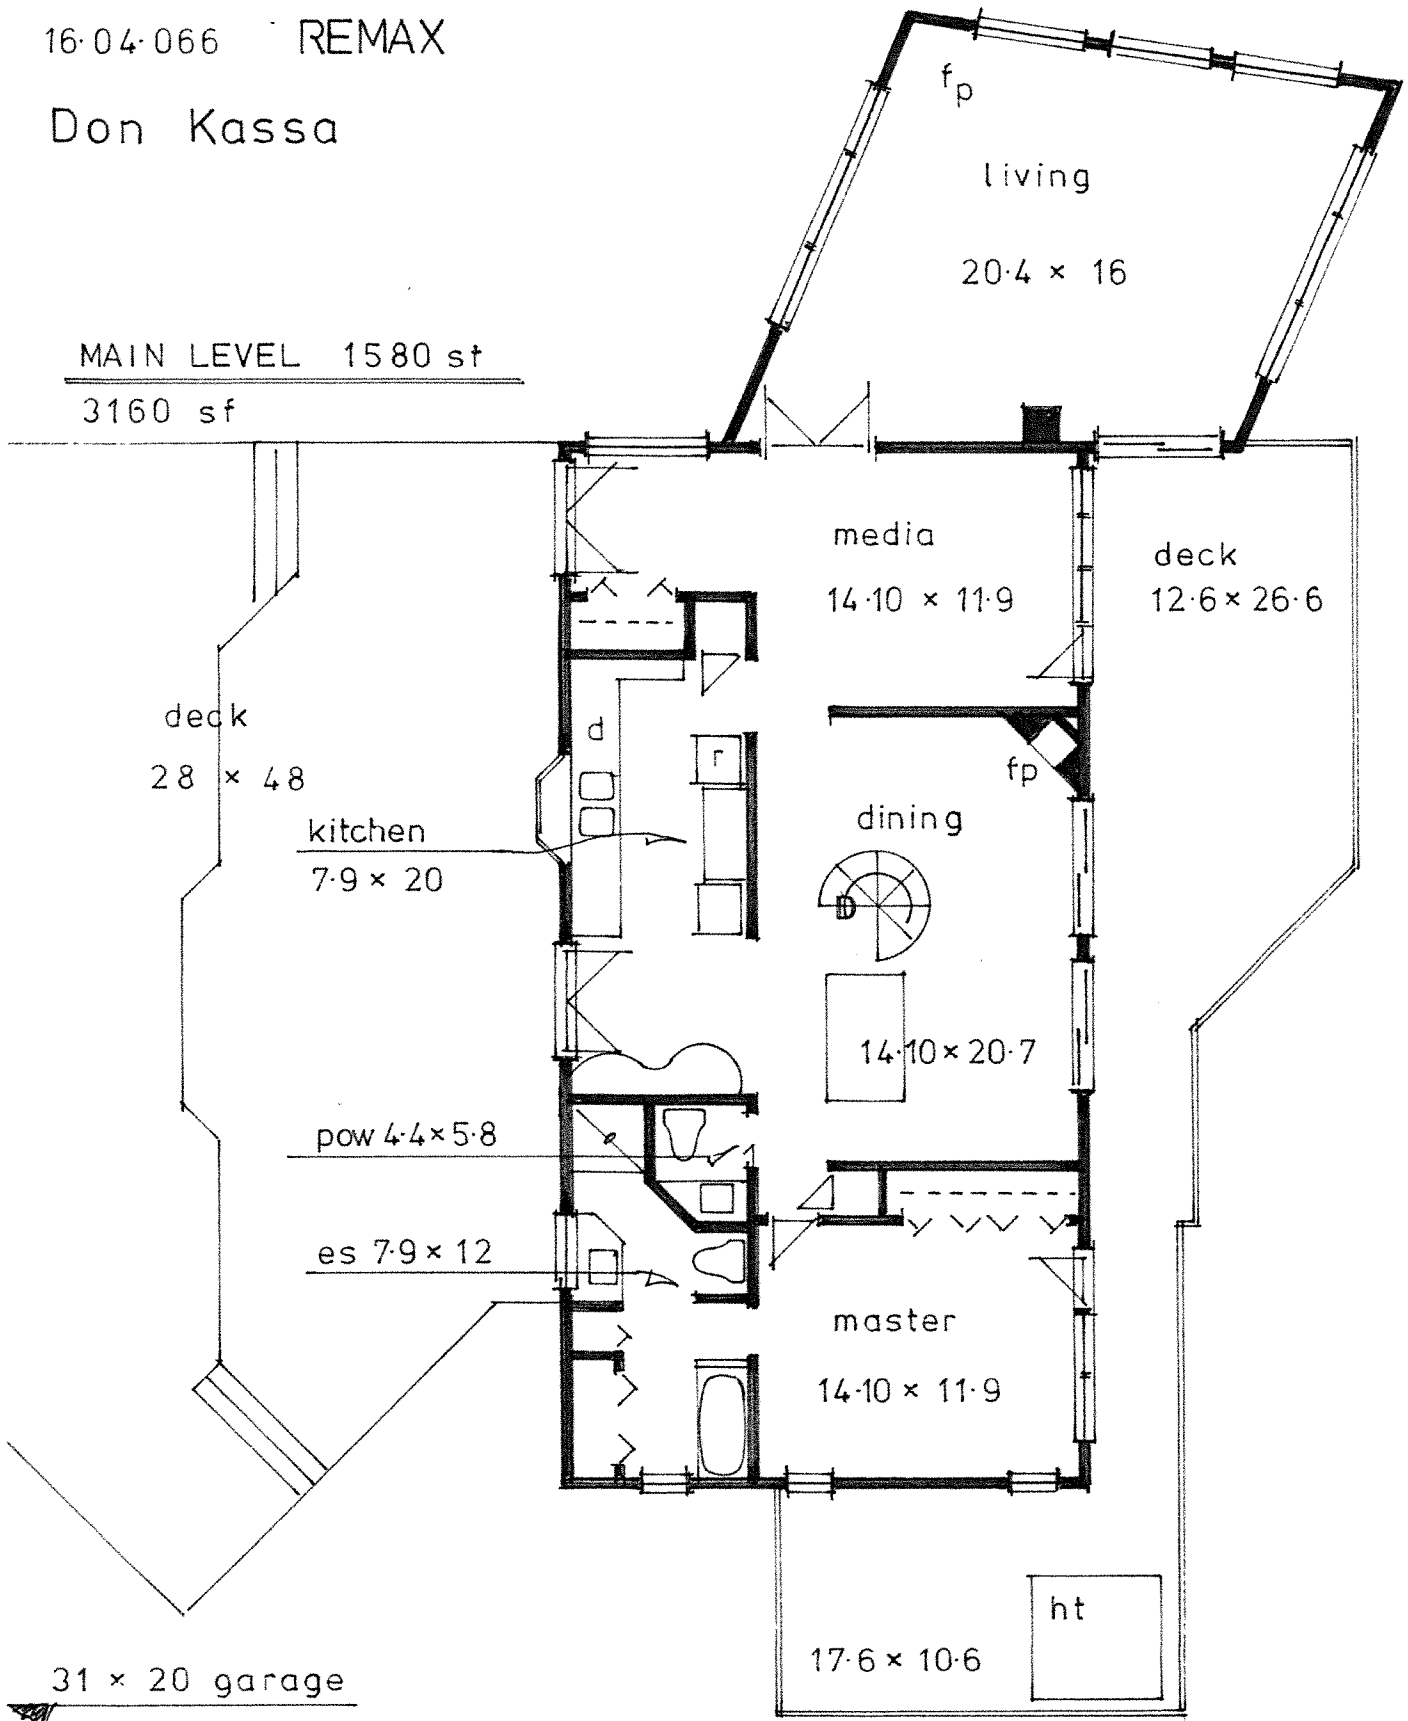 16·04·066 REMAX
Don Kassa
fp
living
20·4 × 16
MAIN LEVEL 1580 sf
3160 sf
media
14·10 × 11·9
deck
12·6 × 26·6
deck
28 × 48
d
r
fp
kitchen
7·9 × 20
dining
D
14·10 × 20·7
pow 4·4 × 5·8
es 7·9 × 12
master
14·10 × 11·9
ht
17·6 × 10·6
31 × 20 garage